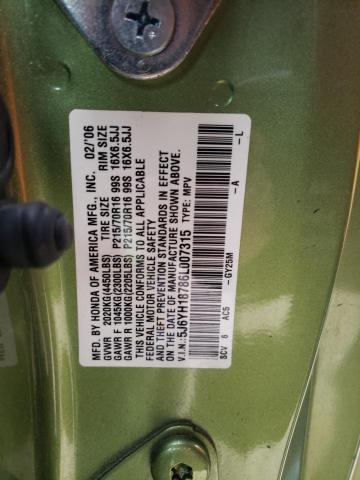 MFD. BY HONDA OF AMERICA MFG., INC. 02/'06
GVWR 2020KG(4450LBS) TIRE SIZE RIM SIZE
GAWR F 1045KG(2300LBS) P215/70R16 99S 16X6.5JJ
GAWR R 1000KG(2205LBS) P215/70R16 99S 16X6.5JJ
THIS VEHICLE CONFORMS TO ALL APPLICABLE
FEDERAL MOTOR VEHICLE SAFETY
AND THEFT PREVENTION STANDARDS IN EFFECT
ON THE DATE OF MANUFACTURE SHOWN ABOVE.
V.I.N.:5J6YH18786L007315 TYPE: MPV
-GY25M -A -L
SCV 6 AC5